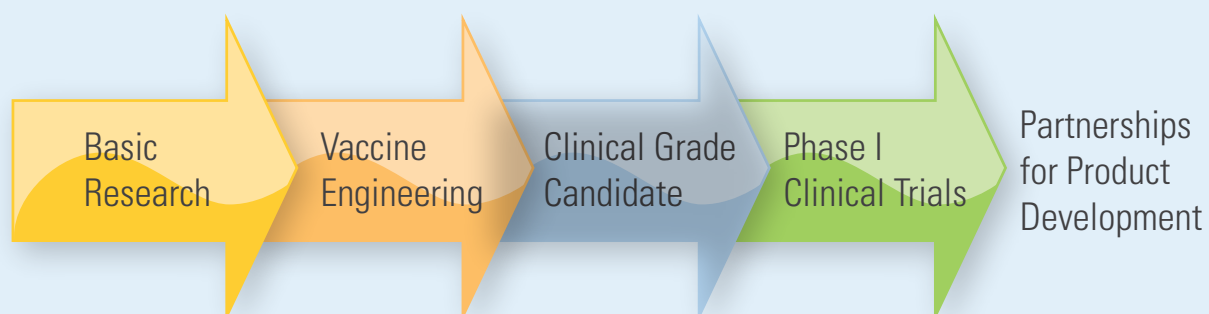 Basic
Research
Vaccine
Engineering
Clinical Grade
Candidate
Phase I
Clinical Trials
Partnerships
for Product
Development